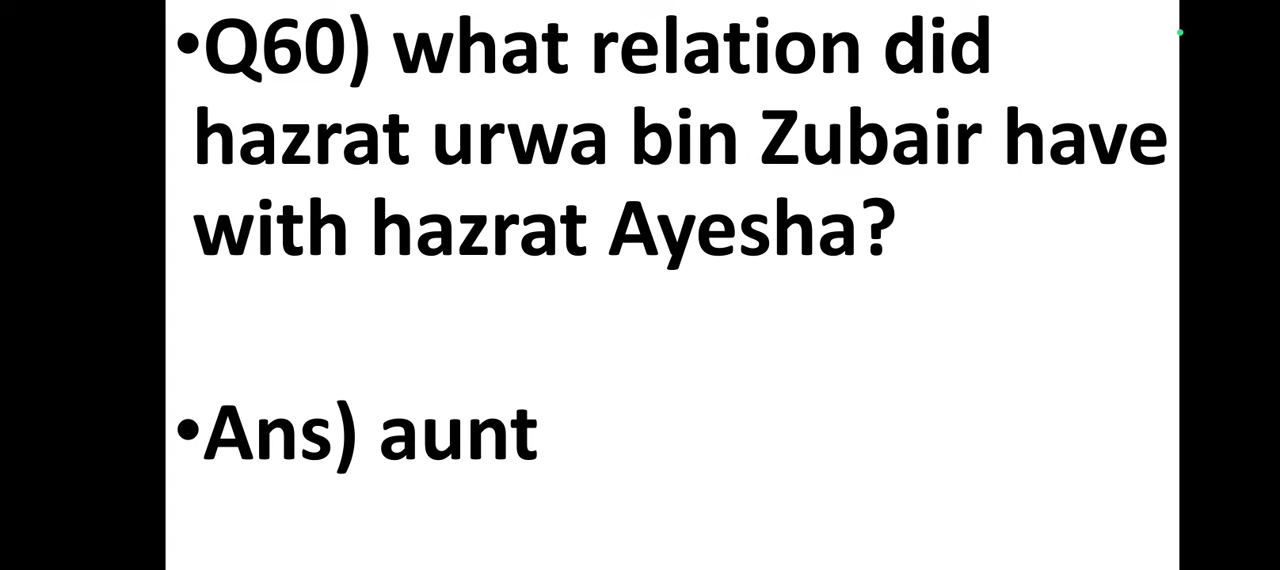 •Q60) what relation did
hazrat urwa bin Zubair have
with hazrat Ayesha?
•Ans) aunt